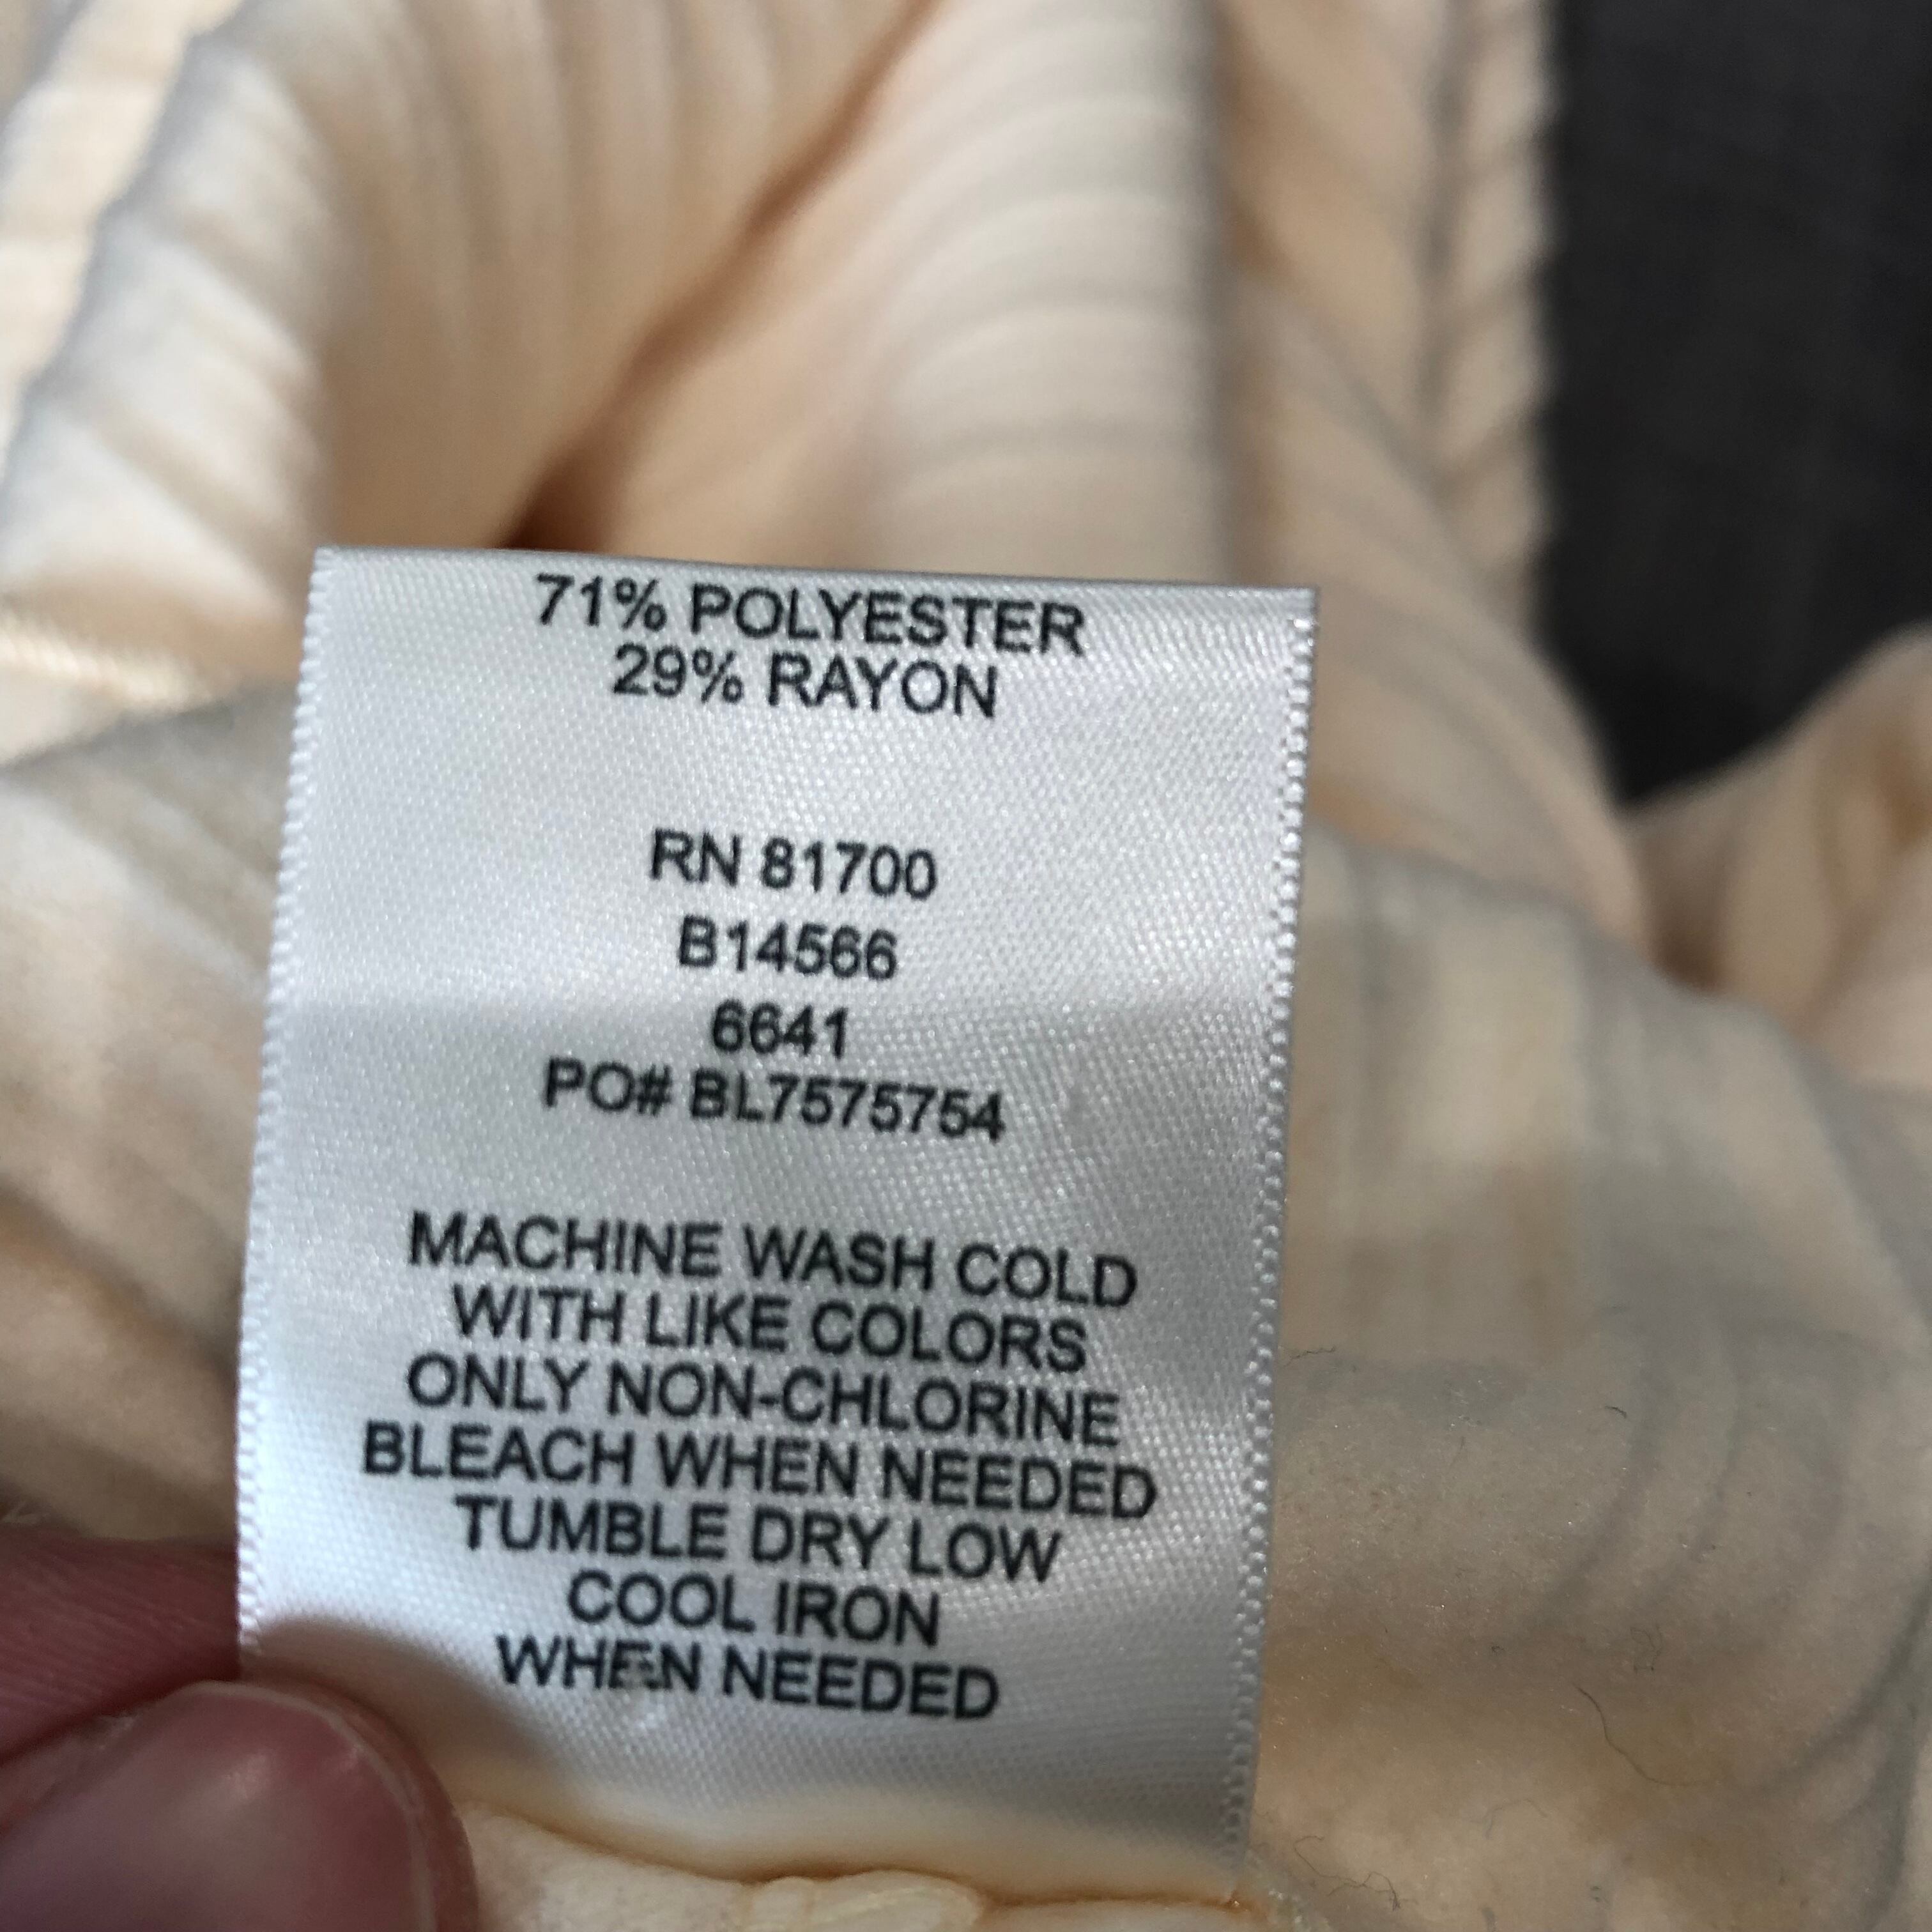 71% POLYESTER
29% RAYON
RN 81700
B14566
6641
PO# BL7575754
MACHINE WASH COLD
WITH LIKE COLORS
ONLY NON-CHLORINE
BLEACH WHEN NEEDED
TUMBLE DRY LOW
COOL IRON
WHEN NEEDED